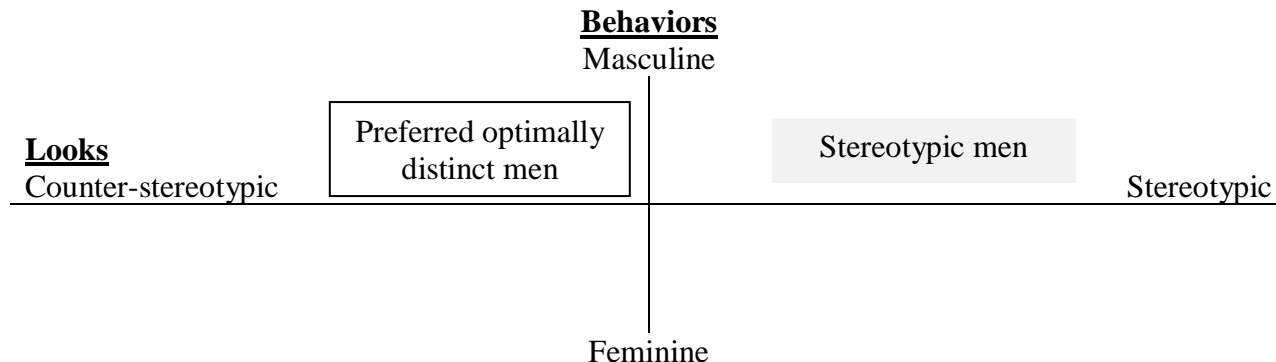 Behaviors
Masculine
Preferred optimally
distinct men
Stereotypic men
Looks
Counter-stereotypic
Stereotypic
Feminine